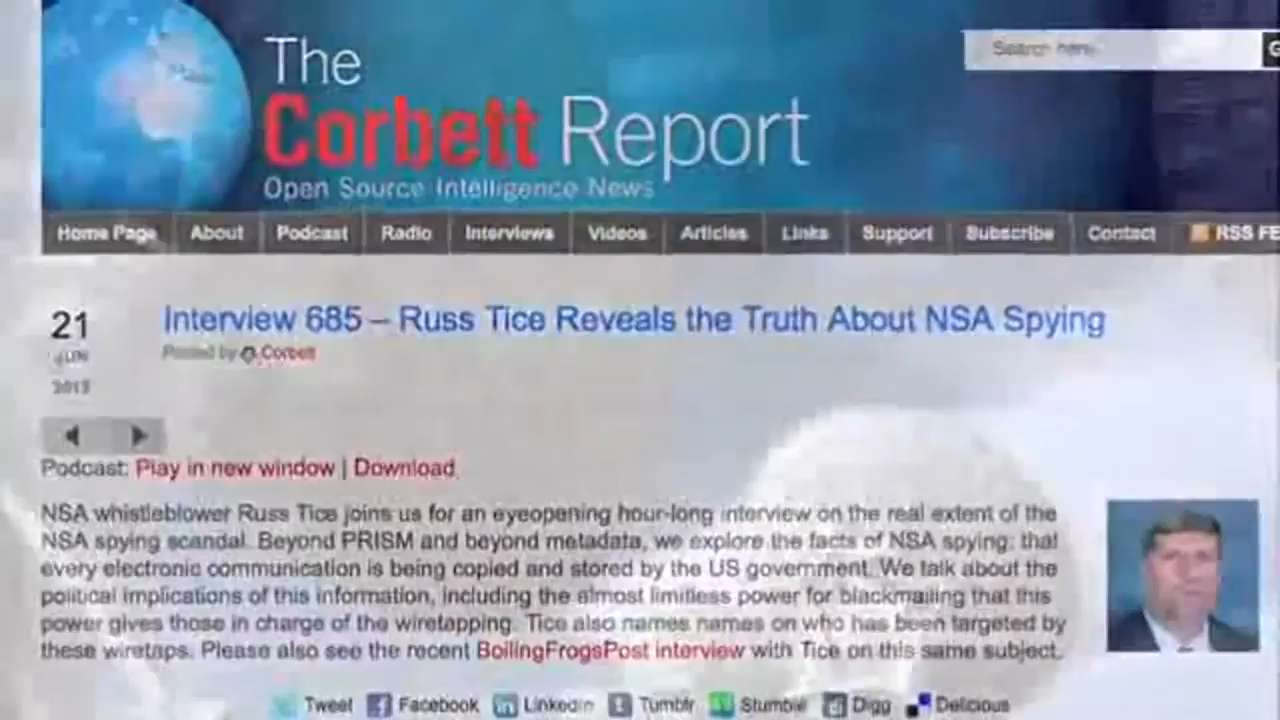 The
Corbett Report
Open Source Intelligence News
Search here
Home Page About Podcast Radio Interviews Videos Articles Links Support Subscribe Contact RSS FE
21
JUN
2013
Interview 685 – Russ Tice Reveals the Truth About NSA Spying
Posted by Corbett
Podcast: Play in new window | Download
NSA whistleblower Russ Tice joins us for an eyeopening hour-long interview on the real extent of the
NSA spying scandal. Beyond PRISM and beyond metadata, we explore the facts of NSA spying: that
every electronic communication is being copied and stored by the US government. We talk about the
political implications of this information, including the almost limitless power for blackmailing that this
power gives those in charge of the wiretapping. Tice also names names on who has been targeted by
these wiretaps. Please also see the recent BoilingFrogsPost interview with Tice on this same subject.
Tweet Facebook LinkedIn Tumblr Stumble Digg Delicious